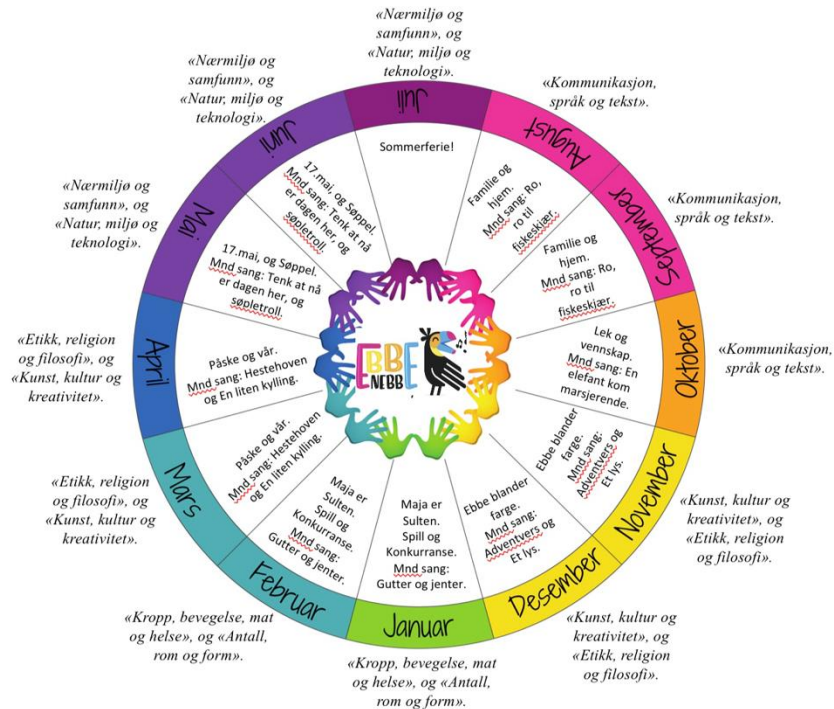 «Nærmiljø og
samfunn», og
«Natur, miljø og
teknologi».
Juli
Sommerferie!
«Kommunikasjon,
språk og tekst».
August
Familie og
hjem.
Mnd sang: Ro,
ro til
fiskeskjær.
«Kommunikasjon,
språk og tekst».
September
Familie og
hjem.
Mnd sang: Ro,
ro til
fiskeskjær.
«Kommunikasjon,
språk og tekst».
Oktober
Lek og
vennskap.
Mnd sang: En
elefant kom
marsjerende.
«Kunst, kultur og
kreativitet», og
«Etikk, religion
og filosofi».
November
Ebbe blander
farge.
Mnd sang:
Adventvers og
Et lys.
«Kunst, kultur og
kreativitet», og
«Etikk, religion
og filosofi».
Desember
Ebbe blander
farge.
Mnd sang:
Adventvers og
Et lys.
«Kropp, bevegelse, mat
og helse», og «Antall,
rom og form».
Januar
Maja er
Sulten.
Spill og
Konkurranse.
Mnd sang:
Gutter og jenter.
«Kropp, bevegelse, mat
og helse», og «Antall,
rom og form».
Februar
Maja er
Sulten.
Spill og
Konkurranse.
Mnd sang:
Gutter og jenter.
«Etikk, religion
og filosofi», og
«Kunst, kultur og
kreativitet».
Mars
Påske og vår.
Mnd sang: Hestehoven
og En liten kylling.
«Etikk, religion
og filosofi», og
«Kunst, kultur og
kreativitet».
April
Påske og vår.
Mnd sang: Hestehoven
og En liten kylling.
«Nærmiljø og
samfunn», og
«Natur, miljø og
teknologi».
Mai
17.mai, og Søppel.
Mnd sang: Tenk at nå
er dagen her, og
søpletroll.
«Nærmiljø og
samfunn», og
«Natur, miljø og
teknologi».
Juni
17.mai, og Søppel.
Mnd sang: Tenk at nå
er dagen her, og
søpletroll.
EBBE
NEBB